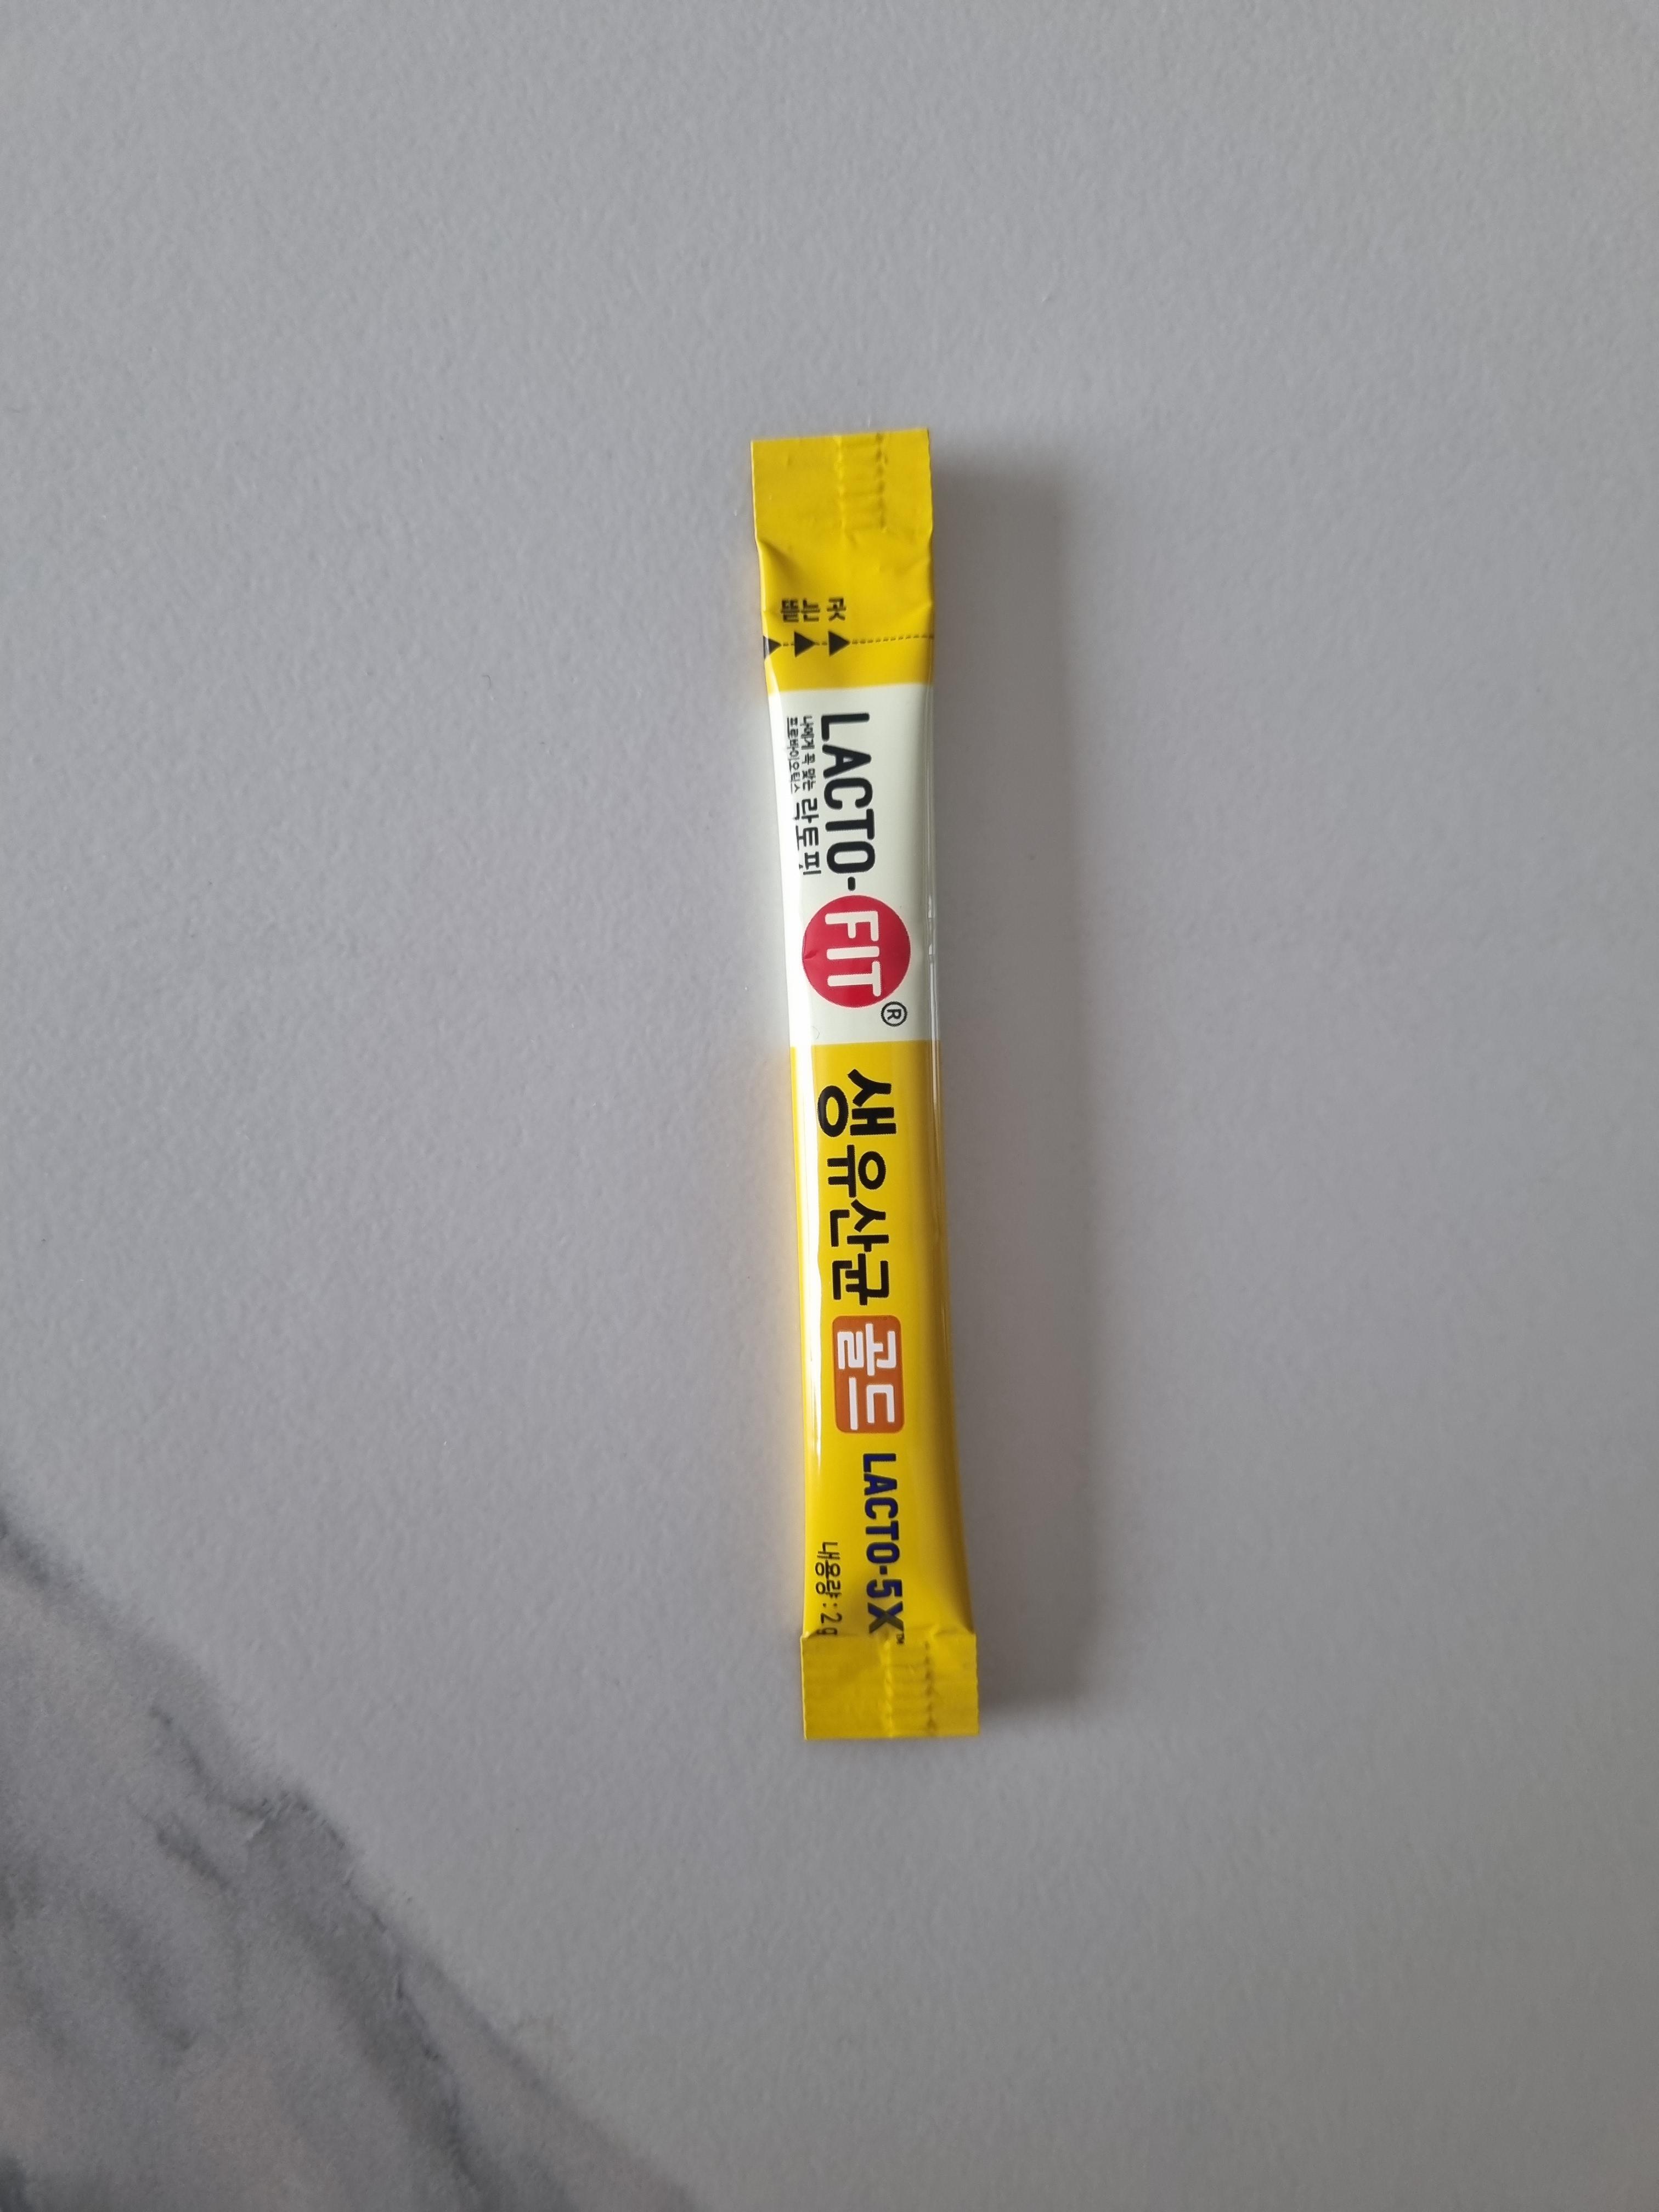 뜯는 곳
LACTO-FIT®
나에게 꼭 맞는
프로바이오틱스
락토핏
생유산균 골드
LACTO-5X™
내용량 : 2 g